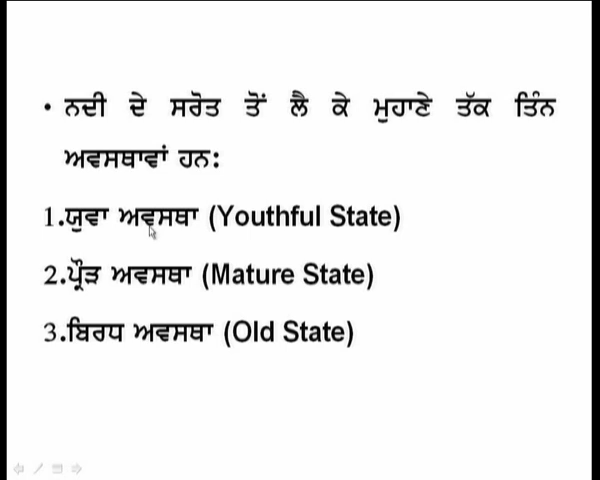 • ਨਦੀ ਦੇ ਸਰੋਤ ਤੋਂ ਲੈ ਕੇ ਮੁਹਾਣੇ ਤੱਕ ਤਿੰਨ
ਅਵਸਥਾਵਾਂ ਹਨ:
1.ਯੁਵਾ ਅਵਸਥਾ (Youthful State)
2.ਪ੍ਰੌੜ ਅਵਸਥਾ (Mature State)
3.ਬਿਰਧ ਅਵਸਥਾ (Old State)